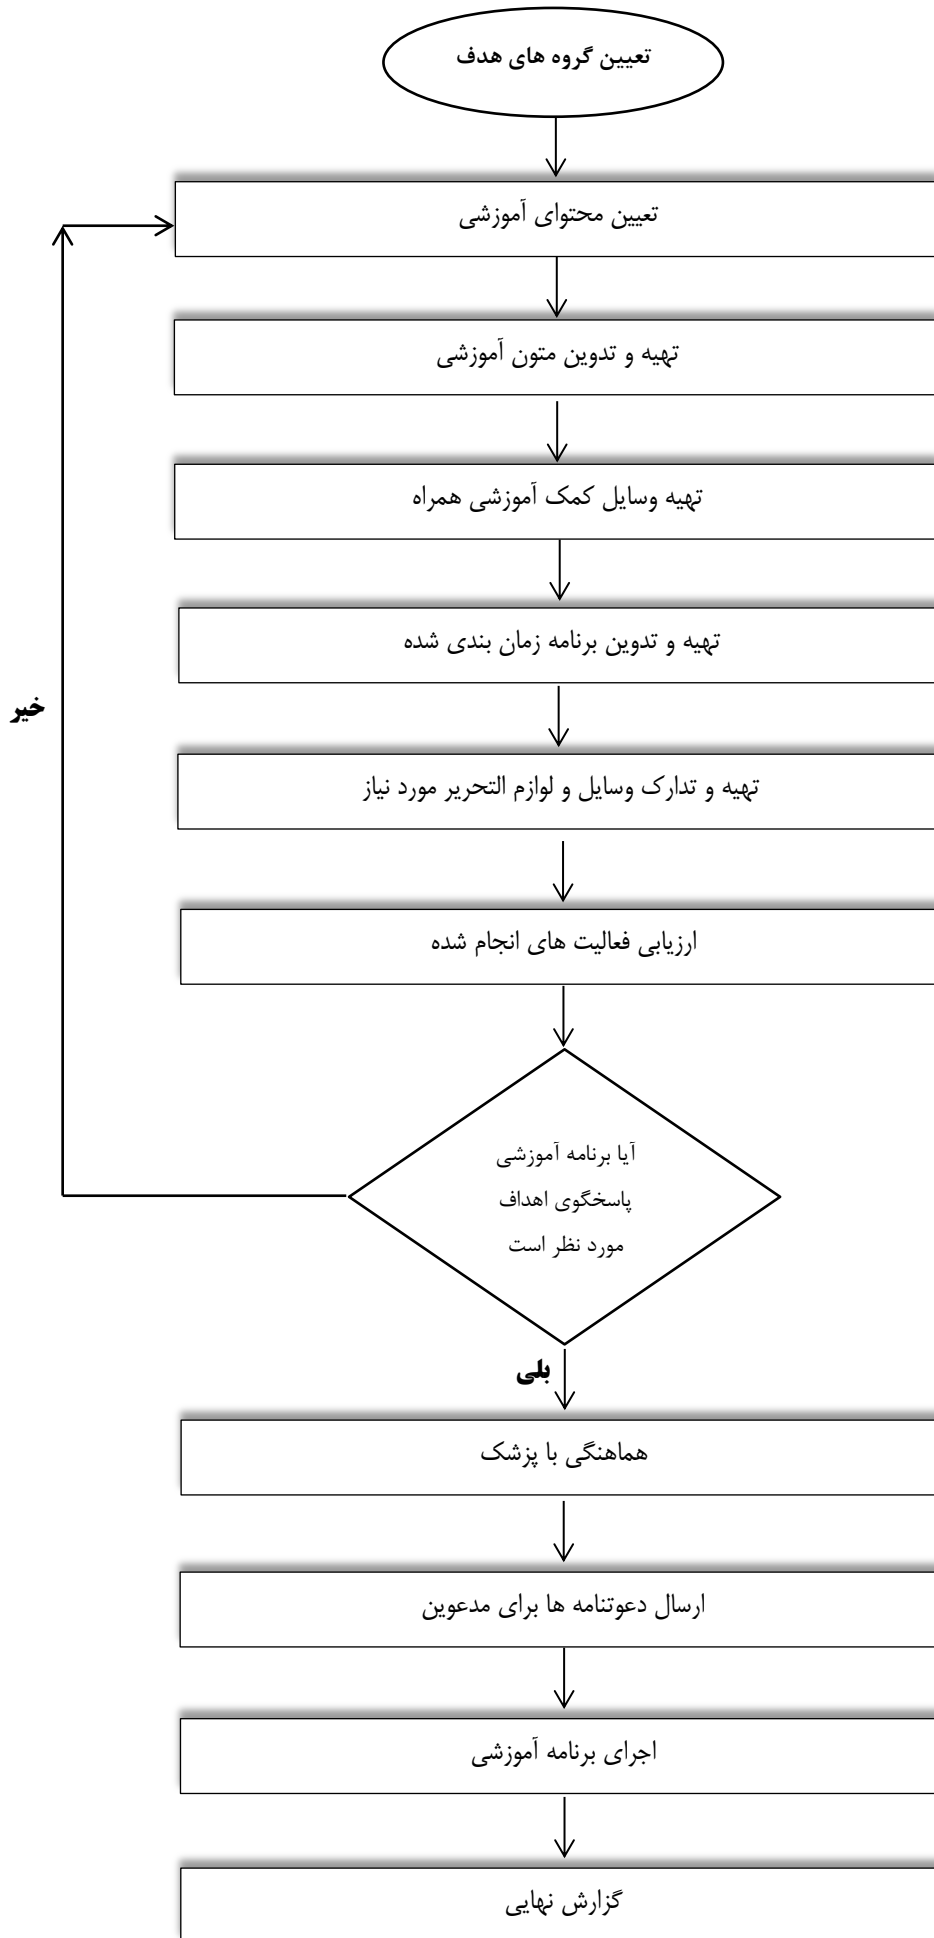 تعیین گروه های هدف
تعیین محتوای آموزشی
تهیه و تدوین متون آموزشی
تهیه وسایل کمک آموزشی همراه
تهیه و تدوین برنامه زمان بندی شده
خیر
تهیه و تدارک وسایل و لوازم التحریر مورد نیاز
ارزیابی فعالیت های انجام شده
آیا برنامه آموزشی
پاسخگوی اهداف
مورد نظر است
بلی
هماهنگی با پزشک
ارسال دعوتنامه ها برای مدعوین
اجرای برنامه آموزشی
گزارش نهایی